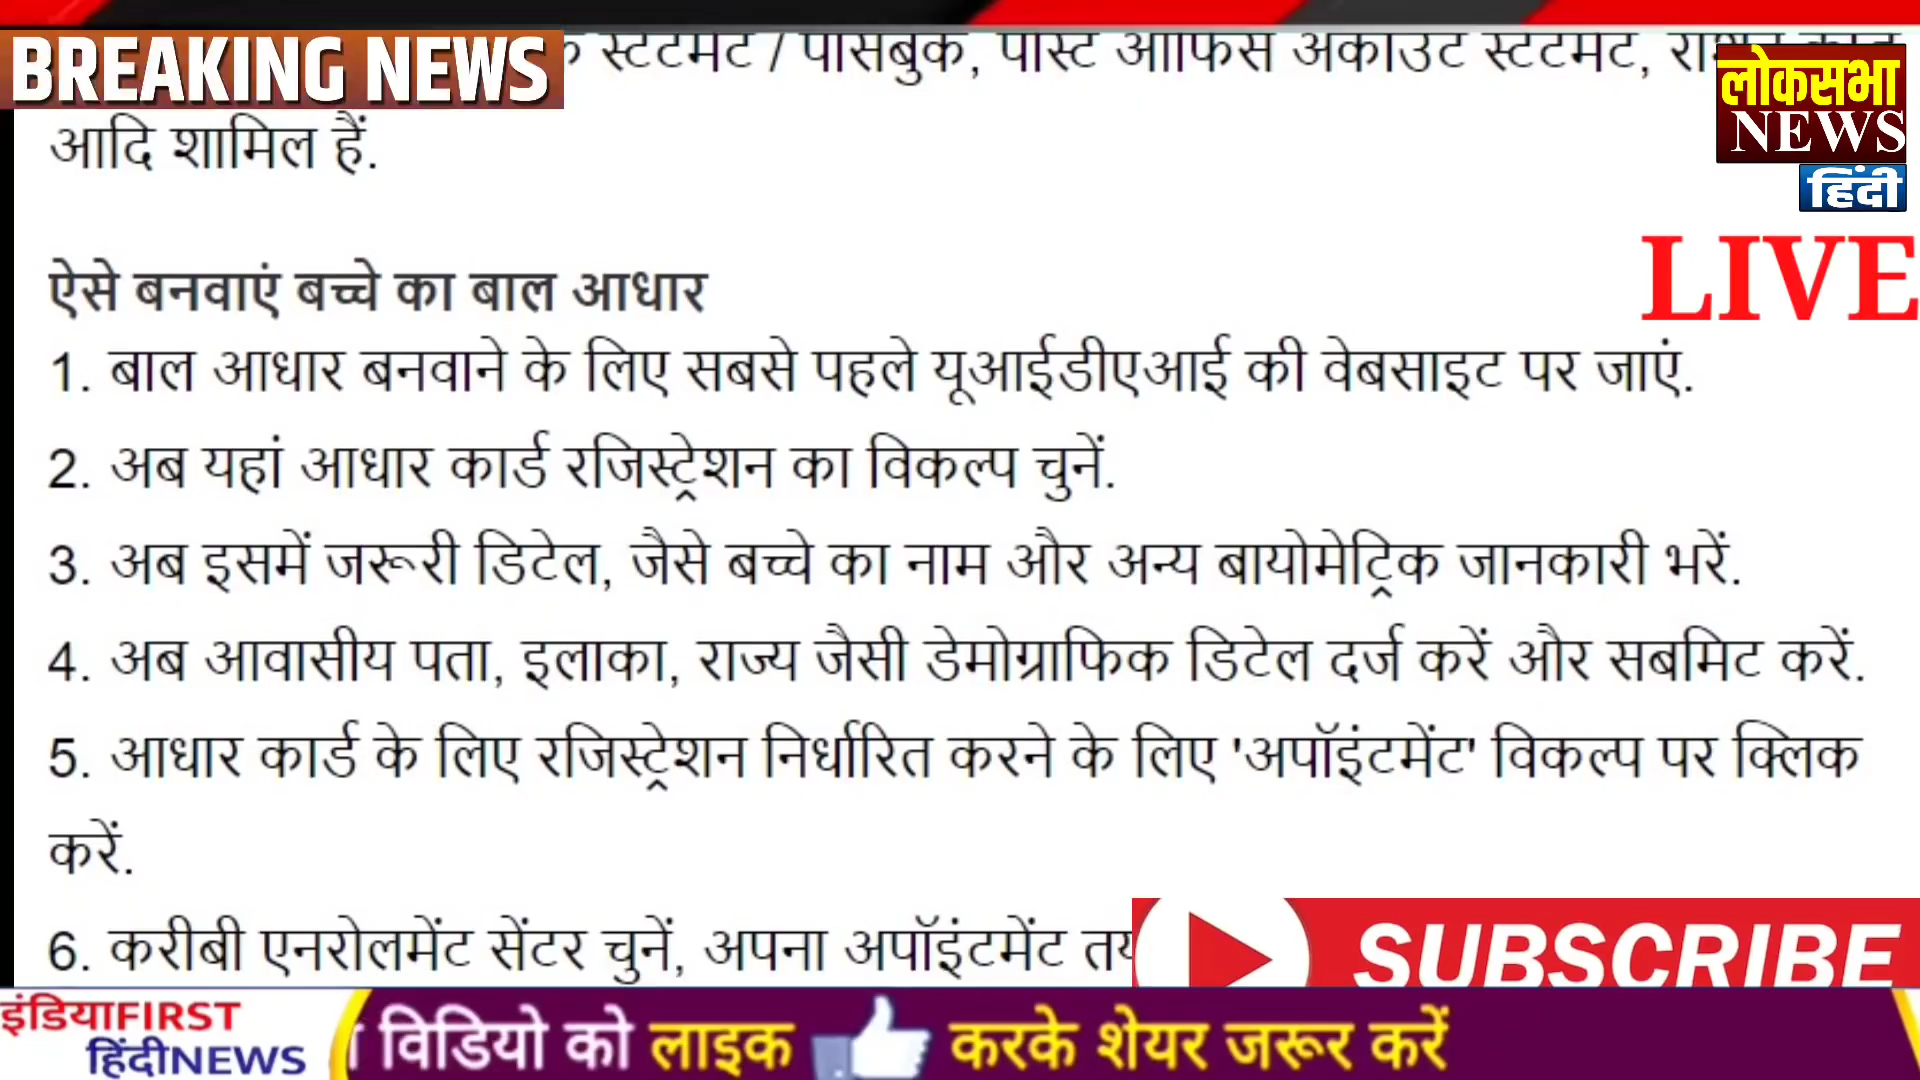 BREAKING NEWS
स्टेटमेंट / पासबुक, पोस्ट ऑफिस अकाउंट स्टेटमेंट,
लोकसभा
NEWS
हिंदी
आदि शामिल हैं.
LIVE
ऐसे बनवाएं बच्चे का बाल आधार
1. बाल आधार बनवाने के लिए सबसे पहले यूआईडीएआई की वेबसाइट पर जाएं.
2. अब यहां आधार कार्ड रजिस्ट्रेशन का विकल्प चुनें.
3. अब इसमें जरूरी डिटेल, जैसे बच्चे का नाम और अन्य बायोमेट्रिक जानकारी भरें.
4. अब आवासीय पता, इलाका, राज्य जैसी डेमोग्राफिक डिटेल दर्ज करें और सबमिट करें.
5. आधार कार्ड के लिए रजिस्ट्रेशन निर्धारित करने के लिए 'अपॉइंटमेंट' विकल्प पर क्लिक
करें.
6. करीबी एनरोलमेंट सेंटर चुनें, अपना अपॉइंटमेंट तय
SUBSCRIBE
इंडियाFIRST
हिंदीNEWS
विडियो को लाइक करके शेयर जरूर करें